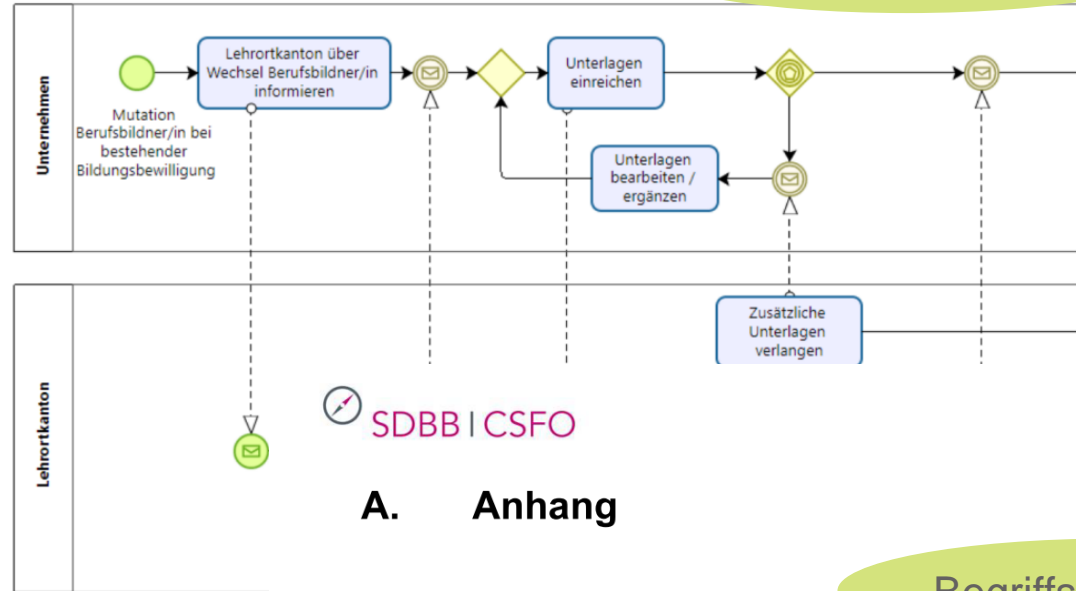 Unternehmen
Mutation
Berufsbildner/in bei
bestehender
Bildungsbewilligung
Lehrortkanton über
Wechsel Berufsbildner/in
informieren
Unterlagen
einreichen
Unterlagen
bearbeiten /
ergänzen
Lehrortkanton
Zusätzliche
Unterlagen
verlangen
SDBB | CSFO
A. Anhang
Begriffs